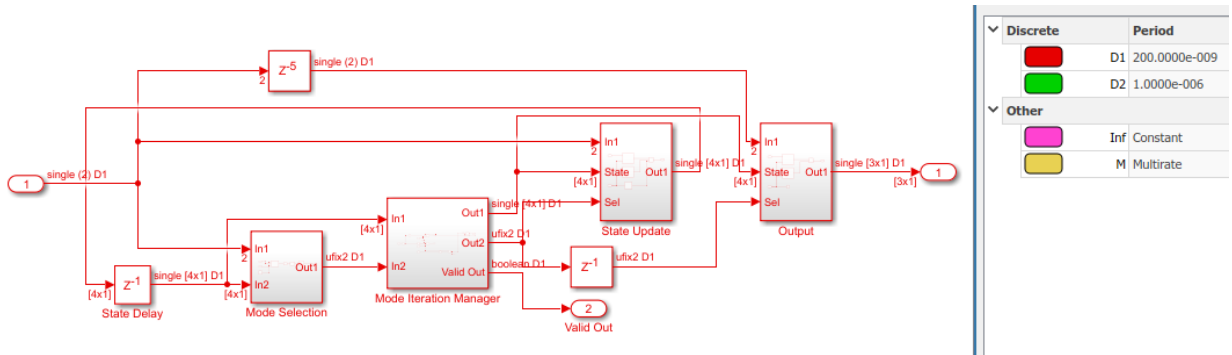 Z-5
single (2) D1
2
In1
2
State
[4x1]
Sel
Out1
State Update
single [4x1] D1
In1
2
State
[4x1]
Sel
Out1
Output
single [3x1] D1
[3x1]
1
1
single (2) D1
In1
2
In2
[4x1]
Out1
Mode Selection
ufix2 D1
[4x1]
Z-1
State Delay
single [4x1] D1
In1
[4x1]
In2
Out1
Out2
Valid Out
Mode Iteration Manager
single [4x1] D1
ufix2 D1
boolean D1
Z-1
ufix2 D1
2
Valid Out
Discrete Period
D1 200.0000e-009
D2 1.0000e-006
Other
Inf Constant
M Multirate